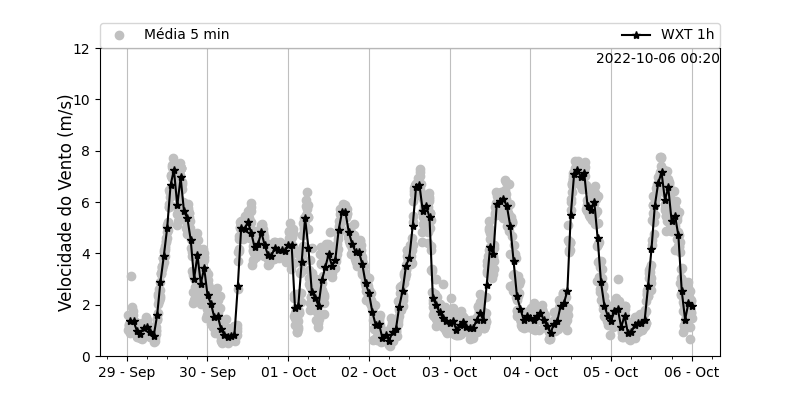 Média 5 min
WXT 1h
2022-10-06 00:20
Velocidade do Vento (m/s)
12
10
8
6
4
2
0
29 - Sep
30 - Sep
01 - Oct
02 - Oct
03 - Oct
04 - Oct
05 - Oct
06 - Oct